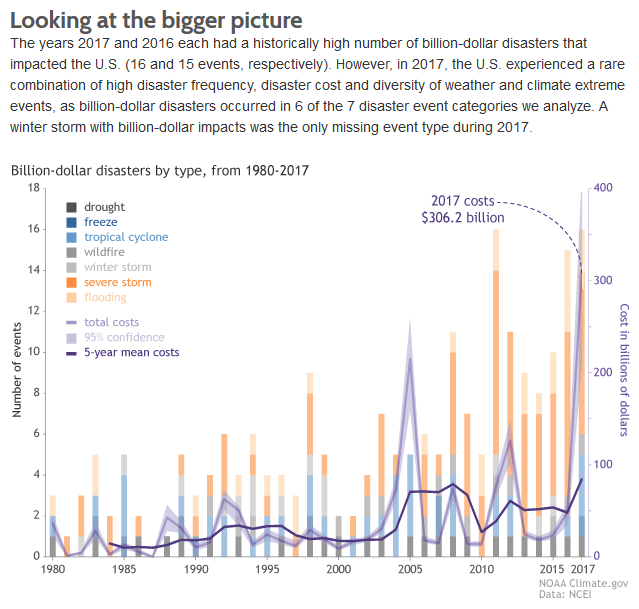 Looking at the bigger picture
The years 2017 and 2016 each had a historically high number of billion-dollar disasters that
impacted the U.S. (16 and 15 events, respectively). However, in 2017, the U.S. experienced a rare
combination of high disaster frequency, disaster cost and diversity of weather and climate extreme
events, as billion-dollar disasters occurred in 6 of the 7 disaster event categories we analyze. A
winter storm with billion-dollar impacts was the only missing event type during 2017.
Billion-dollar disasters by type, from 1980-2017
18
16
14
12
10
8
6
4
2
0
Number of events
drought
freeze
tropical cyclone
wildfire
winter storm
severe storm
flooding
total costs
95% confidence
5-year mean costs
2017 costs
$306.2 billion
400
300
200
100
0
Cost in billions of dollars
1980 1985 1990 1995 2000 2005 2010 2015 2017
NOAA Climate.gov
Data: NCEI